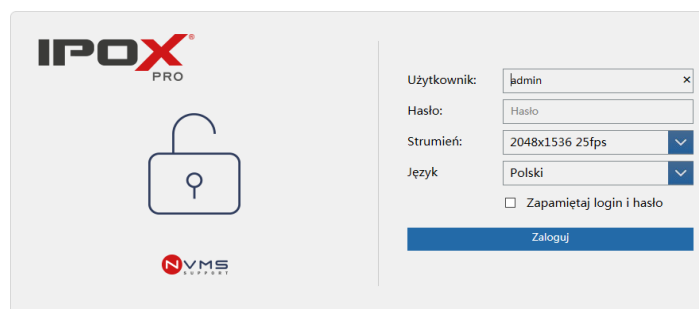 IPOX®
PRO
NVMS
SUPPORT
Użytkownik: admin ×
Hasło: Hasło
Strumień: 2048x1536 25fps
Język Polski
Zapamiętaj login i hasło
Zaloguj